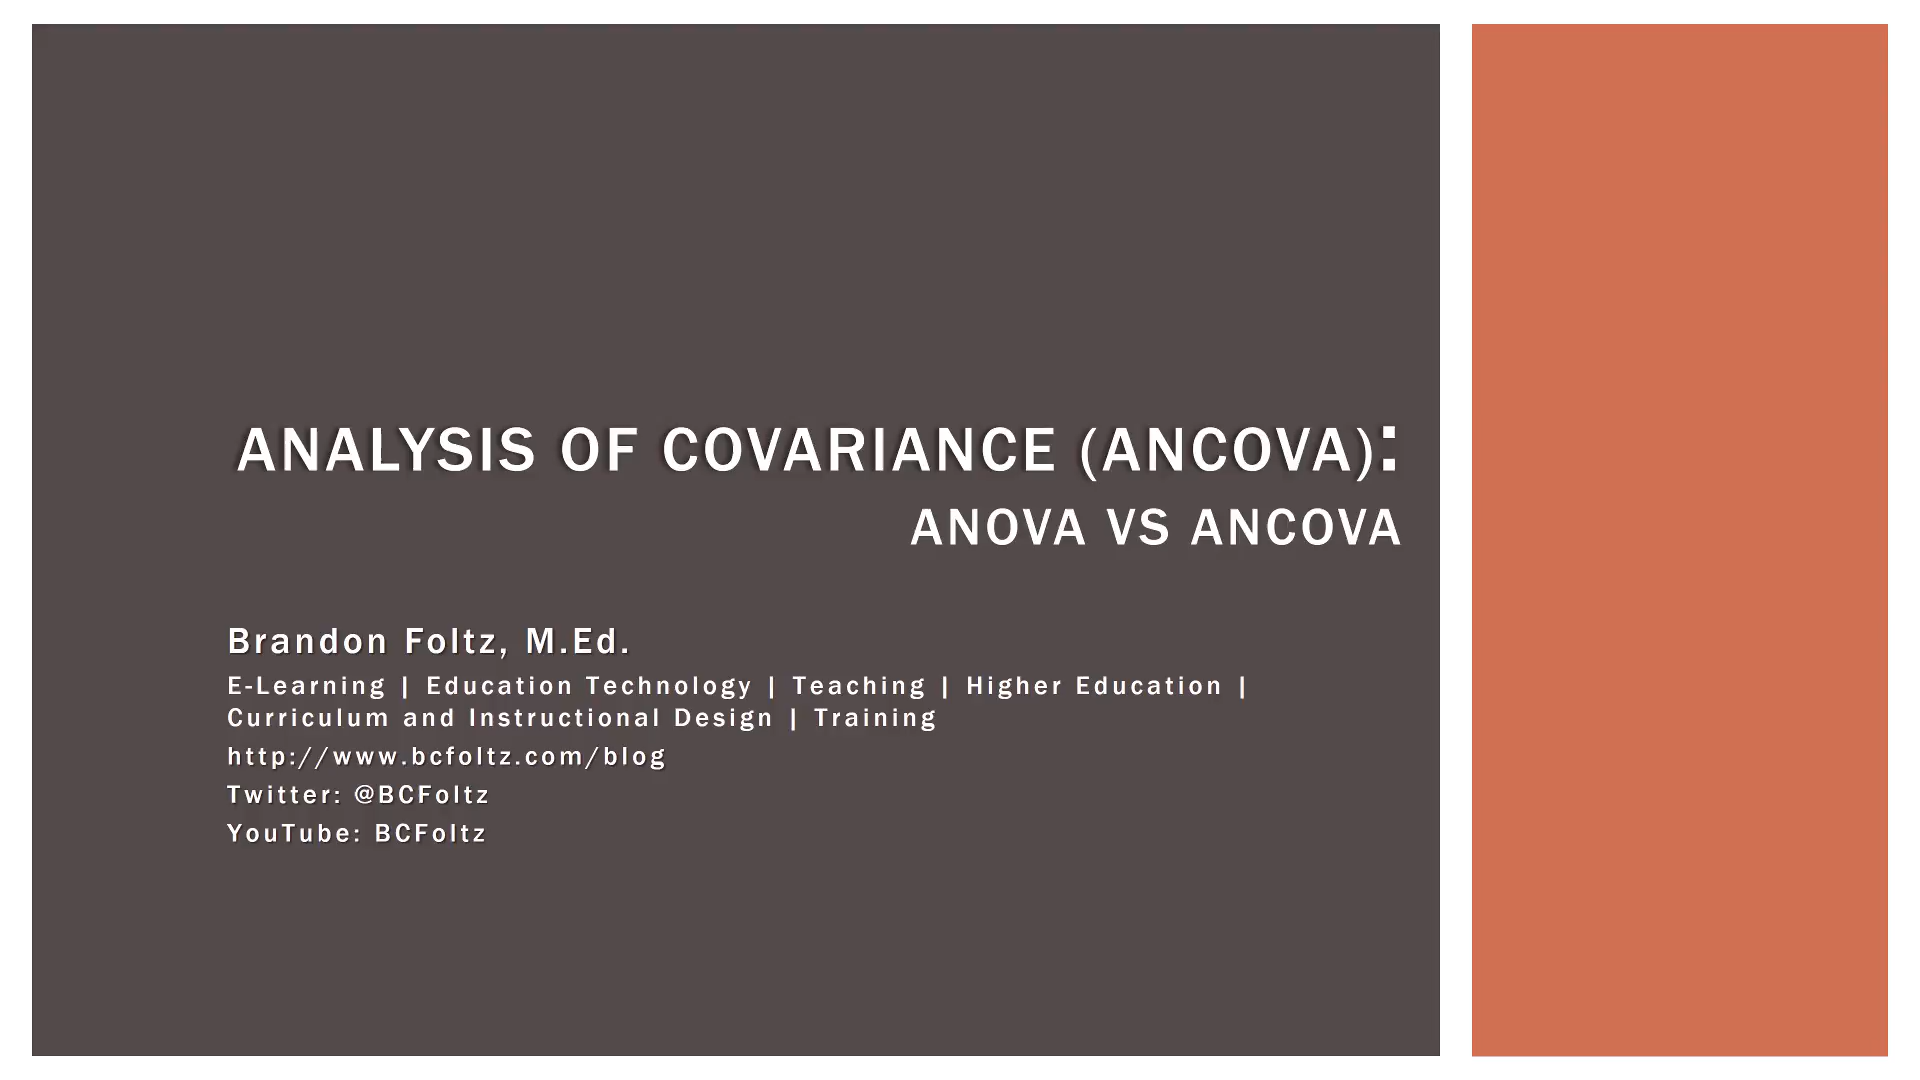 ANALYSIS OF COVARIANCE (ANCOVA):
ANOVA VS ANCOVA
Brandon Foltz, M.Ed.
E-Learning | Education Technology | Teaching | Higher Education |
Curriculum and Instructional Design | Training
http://www.bcfoltz.com/blog
Twitter: @BCFoltz
YouTube: BCFoltz